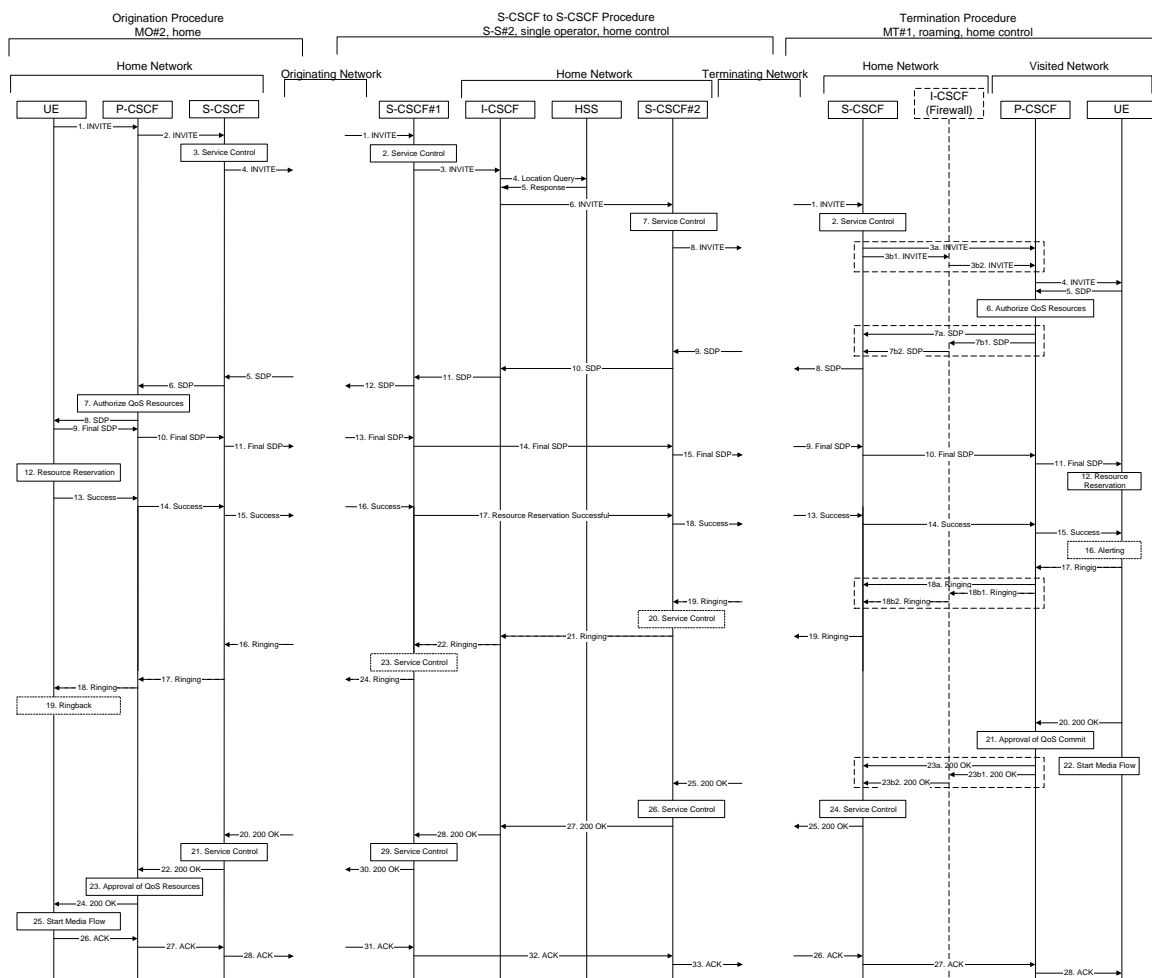 Origination Procedure
MO#2, home
S-CSCF to S-CSCF Procedure
S-S#2, single operator, home control
Termination Procedure
MT#1, roaming, home control
Home Network
Originating Network
Home Network
Terminating Network
Home Network
Visited Network
UE
P-CSCF
S-CSCF
S-CSCF#1
I-CSCF
HSS
S-CSCF#2
S-CSCF
I-CSCF
(Firewall)
P-CSCF
UE
1. INVITE
2. INVITE
3. Service Control
4. INVITE
1. INVITE
2. Service Control
3. INVITE
4. Location Query
5. Response
6. INVITE
7. Service Control
8. INVITE
1. INVITE
2. Service Control
3a. INVITE
3b1. INVITE
3b2. INVITE
4. INVITE
5. SDP
6. Authorize QoS Resources
7a. SDP
7b1. SDP
7b2. SDP
8. SDP
9. SDP
10. SDP
11. SDP
12. SDP
5. SDP
6. SDP
7. Authorize QoS Resources
8. SDP
9. Final SDP
10. Final SDP
11. Final SDP
13. Final SDP
14. Final SDP
15. Final SDP
9. Final SDP
10. Final SDP
11. Final SDP
12. Resource Reservation
12. Resource
Reservation
13. Success
14. Success
15. Success
16. Success
17. Resource Reservation Successful
18. Success
13. Success
14. Success
15. Success
16. Alerting
17. Ringig
18a. Ringing
18b1. Ringing
18b2. Ringing
19. Ringing
19. Ringing
20. Service Control
21. Ringing
22. Ringing
23. Service Control
24. Ringing
16. Ringing
17. Ringing
18. Ringing
19. Ringback
20. 200 OK
21. Approval of QoS Commit
22. Start Media Flow
23a. 200 OK
23b1. 200 OK
23b2. 200 OK
24. Service Control
25. 200 OK
25. 200 OK
26. Service Control
27. 200 OK
28. 200 OK
29. Service Control
30. 200 OK
20. 200 OK
21. Service Control
22. 200 OK
23. Approval of QoS Resources
24. 200 OK
25. Start Media Flow
26. ACK
27. ACK
28. ACK
31. ACK
32. ACK
33. ACK
26. ACK
27. ACK
28. ACK